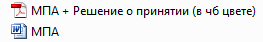 МПА + Решение о принятии (в чб цвете)
МПА